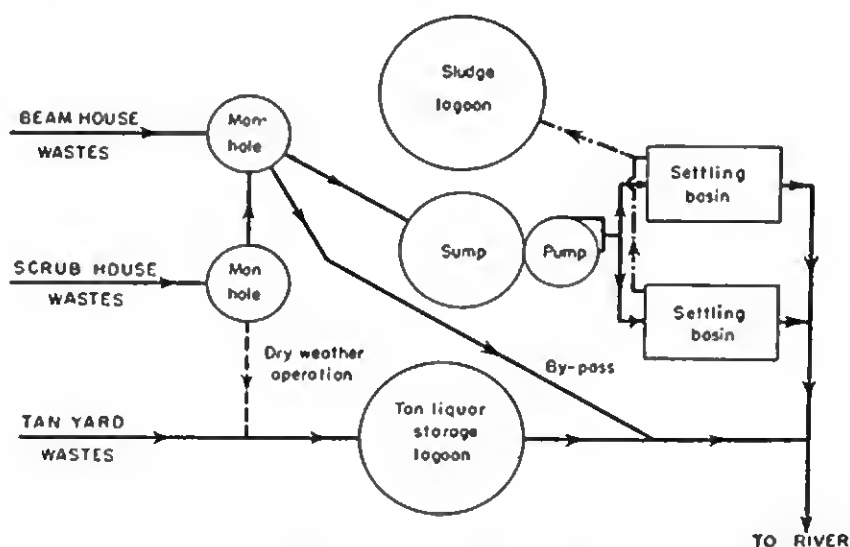 Sludge
lagoon
BEAM HOUSE
WASTES
Man-
hole
Settling
basin
Sump
Pump
SCRUB HOUSE
WASTES
Man
hole
Settling
basin
Dry weather
operation
By-pass
Tan liquor
storage
lagoon
TAN YARD
WASTES
TO RIVER